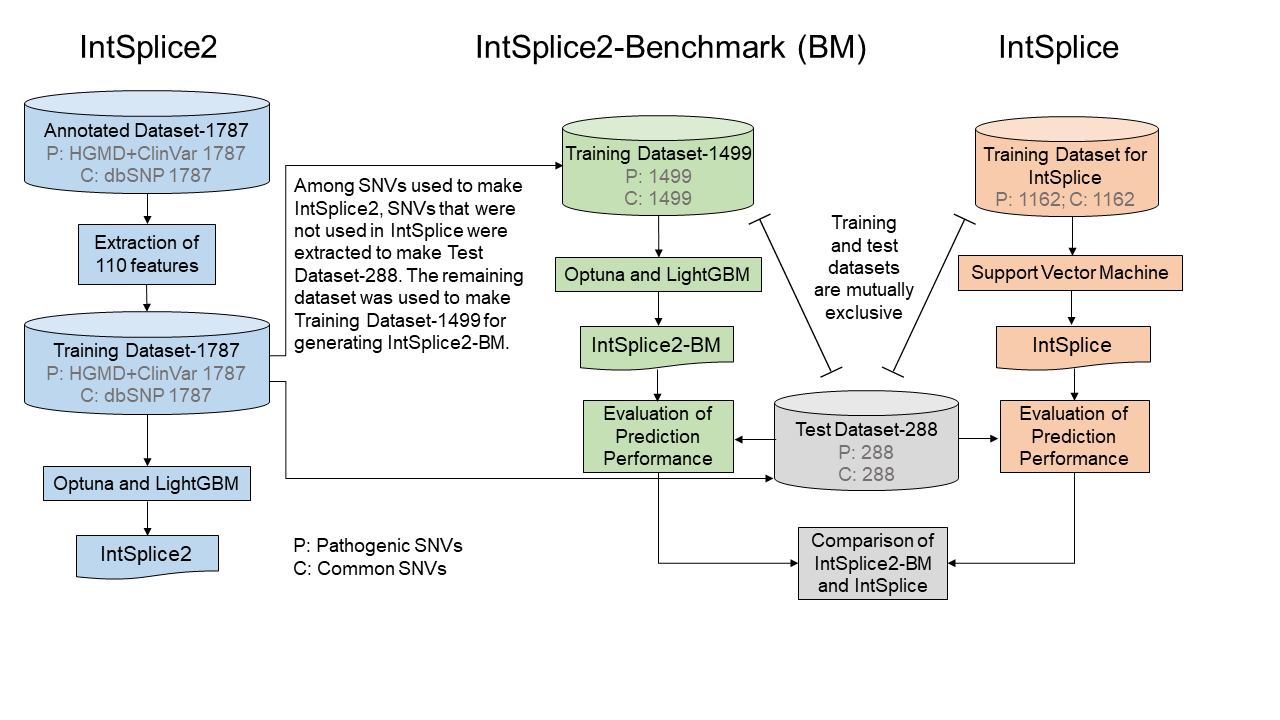 IntSplice2
IntSplice2-Benchmark (BM)
IntSplice
Annotated Dataset-1787
P: HGMD+ClinVar 1787
C: dbSNP 1787
Extraction of
110 features
Training Dataset-1787
P: HGMD+ClinVar 1787
C: dbSNP 1787
Optuna and LightGBM
IntSplice2
Among SNVs used to make
IntSplice2, SNVs that were
not used in IntSplice were
extracted to make Test
Dataset-288. The remaining
dataset was used to make
Training Dataset-1499 for
generating IntSplice2-BM.
P: Pathogenic SNVs
C: Common SNVs
Training Dataset-1499
P: 1499
C: 1499
Optuna and LightGBM
IntSplice2-BM
Evaluation of
Prediction
Performance
Training
and test
datasets
are mutually
exclusive
Test Dataset-288
P: 288
C: 288
Comparison of
IntSplice2-BM
and IntSplice
Training Dataset for
IntSplice
P: 1162; C: 1162
Support Vector Machine
IntSplice
Evaluation of
Prediction
Performance